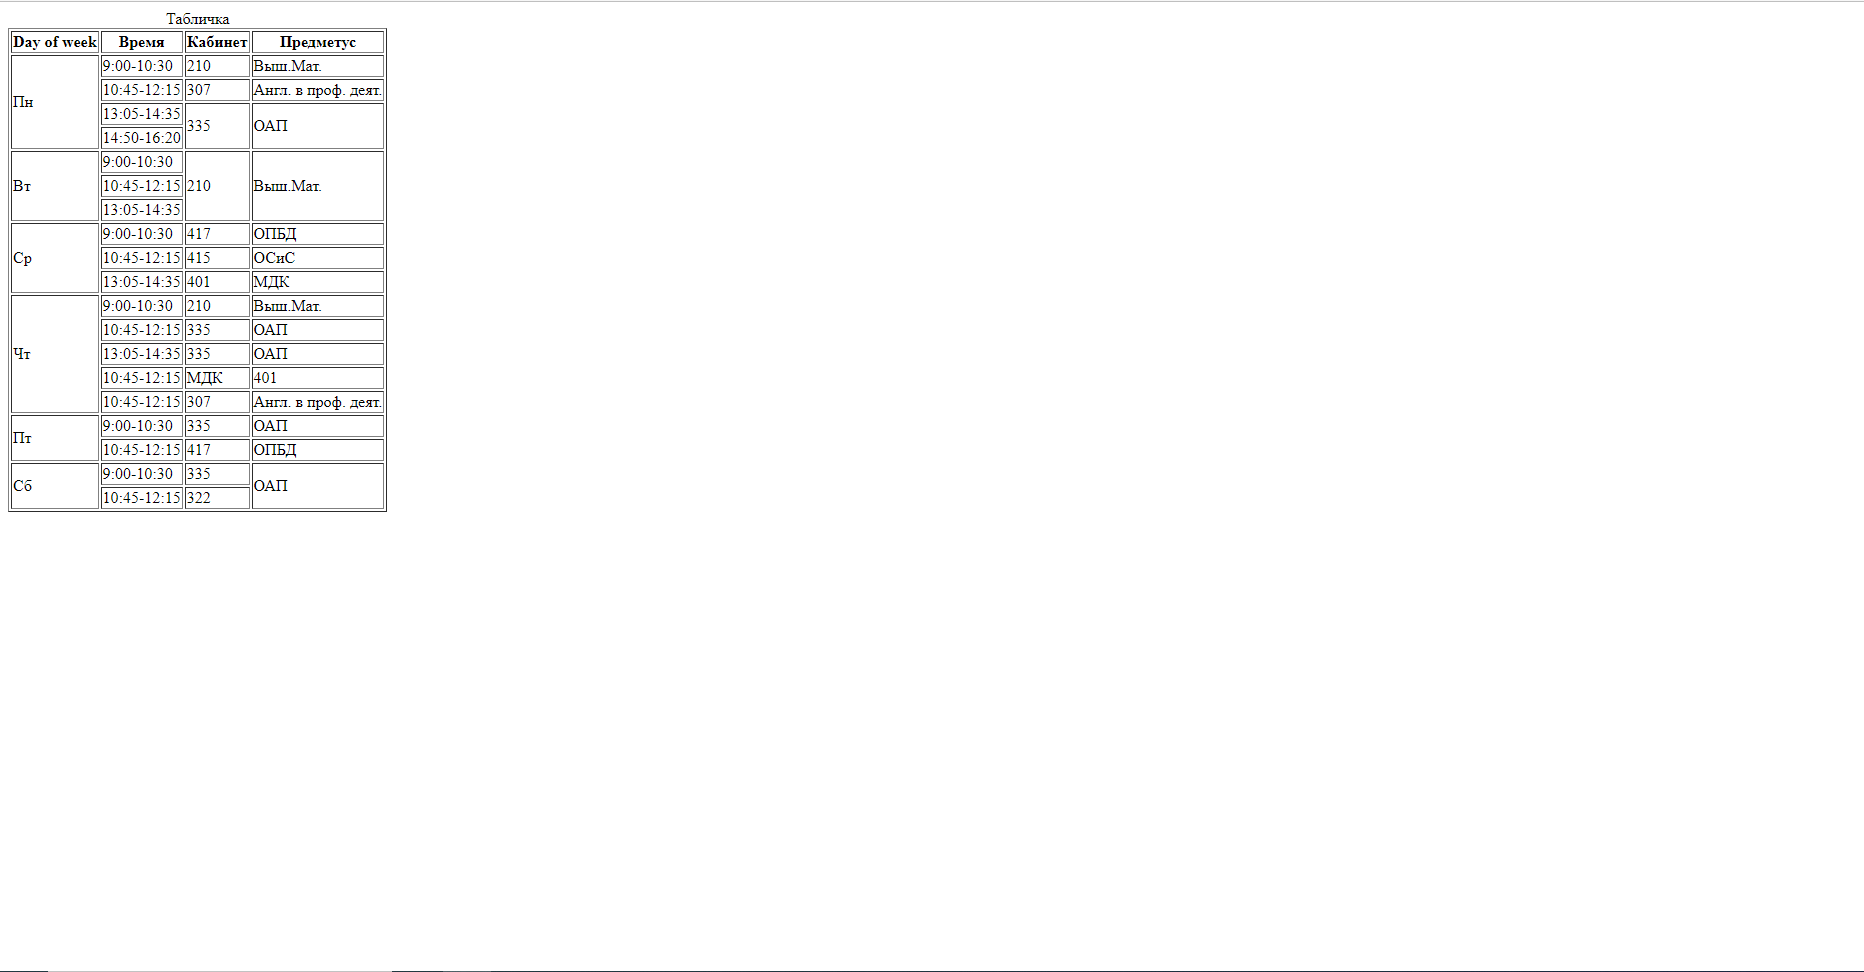 Табличка
Day of week Время Кабинет Предметус
Пн 9:00-10:30 210 Выш.Мат.
10:45-12:15 307 Англ. в проф. деят.
13:05-14:35 335 ОАП
14:50-16:20
Вт 9:00-10:30 210 Выш.Мат.
10:45-12:15
13:05-14:35
Ср 9:00-10:30 417 ОПБД
10:45-12:15 415 ОСиС
13:05-14:35 401 МДК
Чт 9:00-10:30 210 Выш.Мат.
10:45-12:15 335 ОАП
13:05-14:35 335 ОАП
10:45-12:15 МДК 401
10:45-12:15 307 Англ. в проф. деят.
Пт 9:00-10:30 335 ОАП
10:45-12:15 417 ОПБД
Сб 9:00-10:30 335 ОАП
10:45-12:15 322